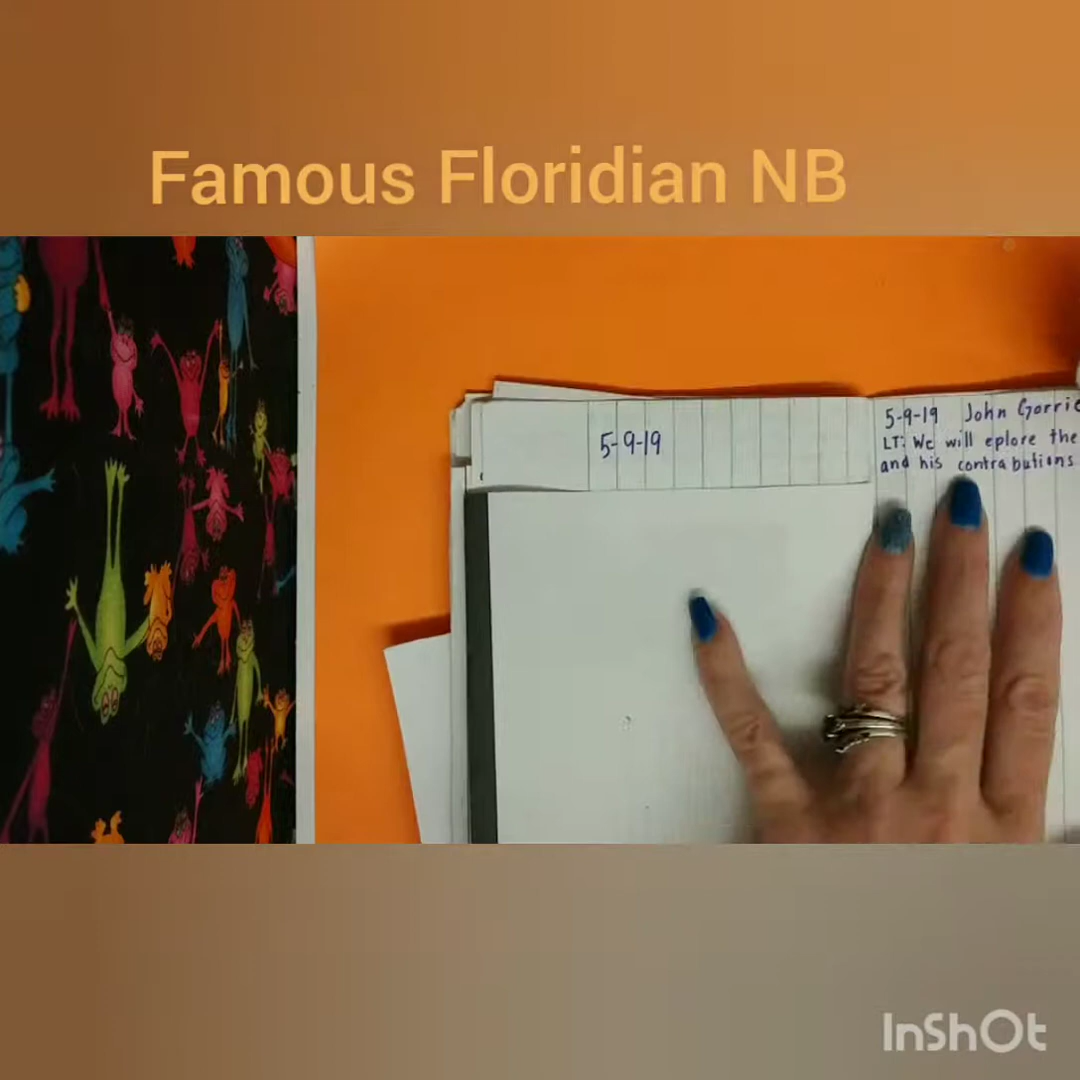 Famous Floridian NB
5-9-19
5-9-19 John Gorrie
LT: We will eplore the
and his contrabutions
InShOt